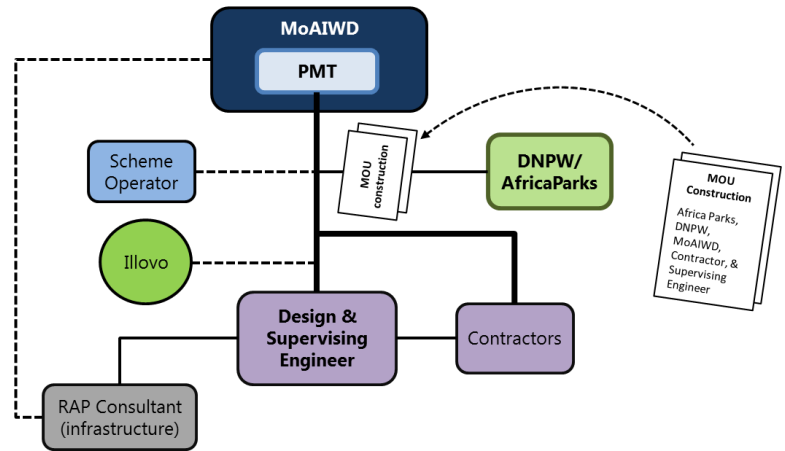 MoAIWD
PMT
Scheme
Operator
MOU
construction
DNPW/
AfricaParks
MOU
Construction
Africa Parks,
DNPW,
MoAIWD,
Contractor, &
Supervising
Engineer
Illovo
Design &
Supervising
Engineer
Contractors
RAP Consultant
(infrastructure)